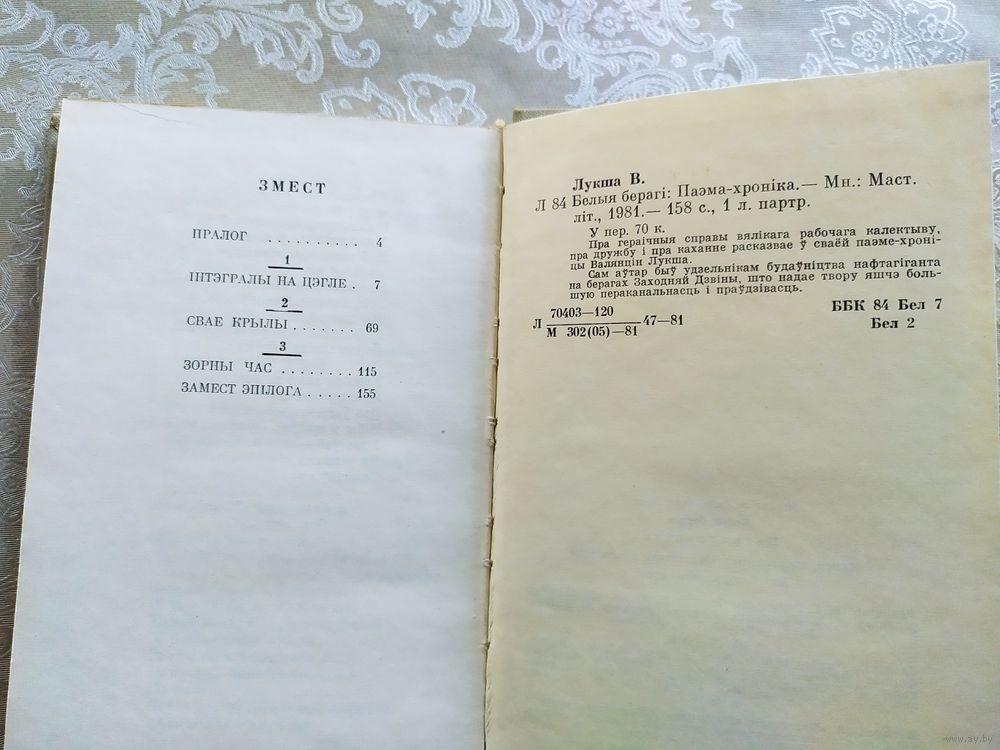 ЗМЕСТ
ПРАЛОГ .......... 4
1
ІНТЭГРАЛЫ НА ЦЭГЛЕ . 7
2
СВАЕ КРЫЛЫ ....... 69
3
ЗОРНЫ ЧАС ........ 115
ЗАМЕСТ ЭПІЛОГА ..... 155
Лукша В.
Л 84 Белыя берагі: Паэма-хроніка.— Мн.: Маст.
літ., 1981.— 158 с., 1 л. партр.
У пер. 70 к.
Пра гераічныя справы вялікага рабочага калектыву,
пра дружбу і пра каханне расказвае ў сваёй паэме-хроні-
цы Валянцін Лукша.
Сам аўтар быў удзельнікам будаўніцтва нафтагіганта
на берагах Заходняй Дзвіны, што надае твору яшчэ боль-
шую пераканальнасць і праўдзівасць.
70403—120
Л ——— 47—81
М 302(05)—81
ББК 84 Бел 7
Бел 2
www.ay.by